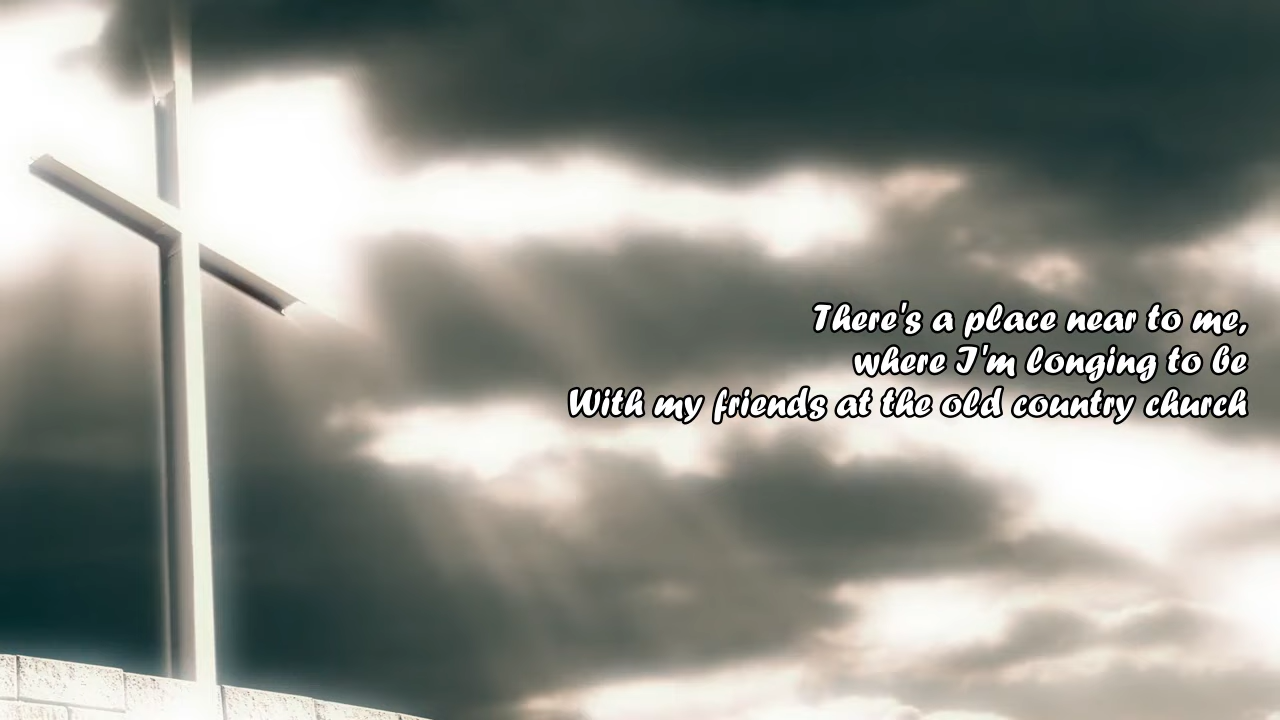 There's a place near to me,
where I'm longing to be
With my friends at the old country church